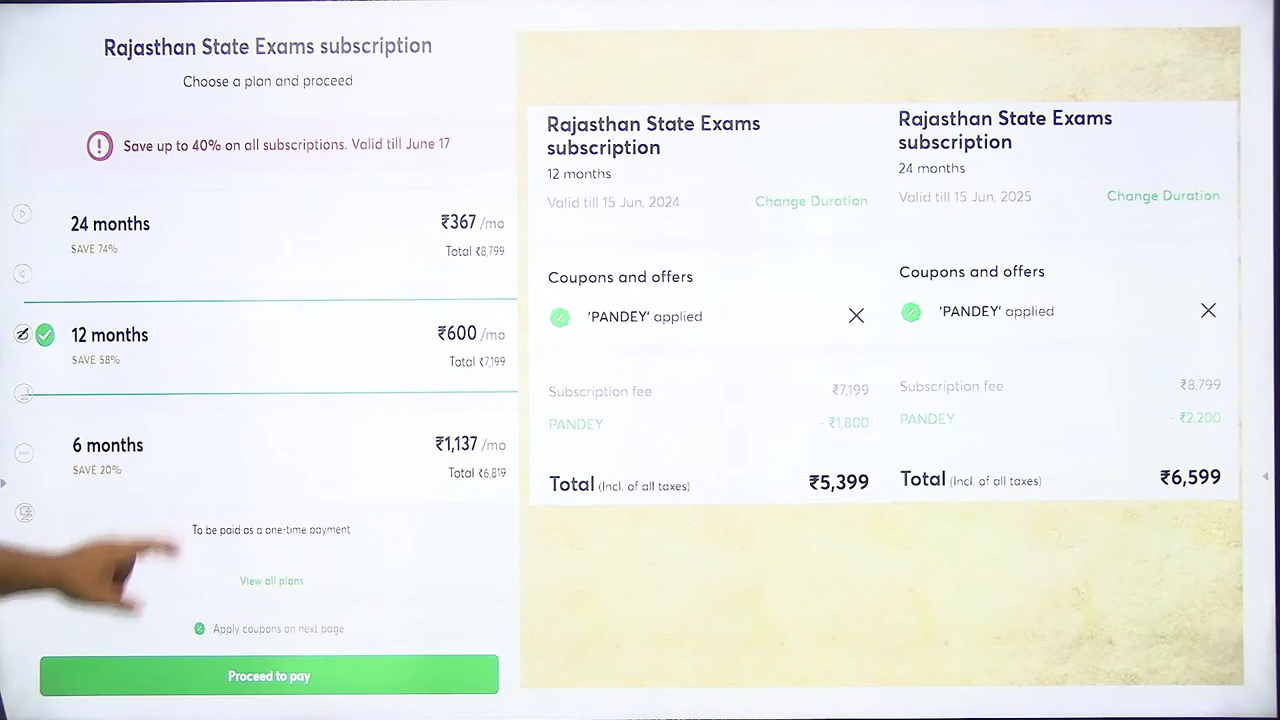 Rajasthan State Exams subscription
Choose a plan and proceed
Save up to 40% on all subscriptions. Valid till June 17
24 months
₹367 /mo
SAVE 74%
Total ₹8,799
12 months
₹600 /mo
SAVE 58%
Total ₹7,199
6 months
₹1,137 /mo
SAVE 20%
Total ₹6,819
To be paid as a one-time payment
View all plans
Apply coupons on next page
Proceed to pay
Rajasthan State Exams
subscription
12 months
Valid till 15 Jun, 2024
Change Duration
Coupons and offers
'PANDEY' applied
Subscription fee
₹7,199
PANDEY
- ₹1,800
Total (Incl. of all taxes)
₹5,399
Rajasthan State Exams
subscription
24 months
Valid till 15 Jun, 2025
Change Duration
Coupons and offers
'PANDEY' applied
Subscription fee
₹8,799
PANDEY
- ₹2,200
Total (Incl. of all taxes)
₹6,599